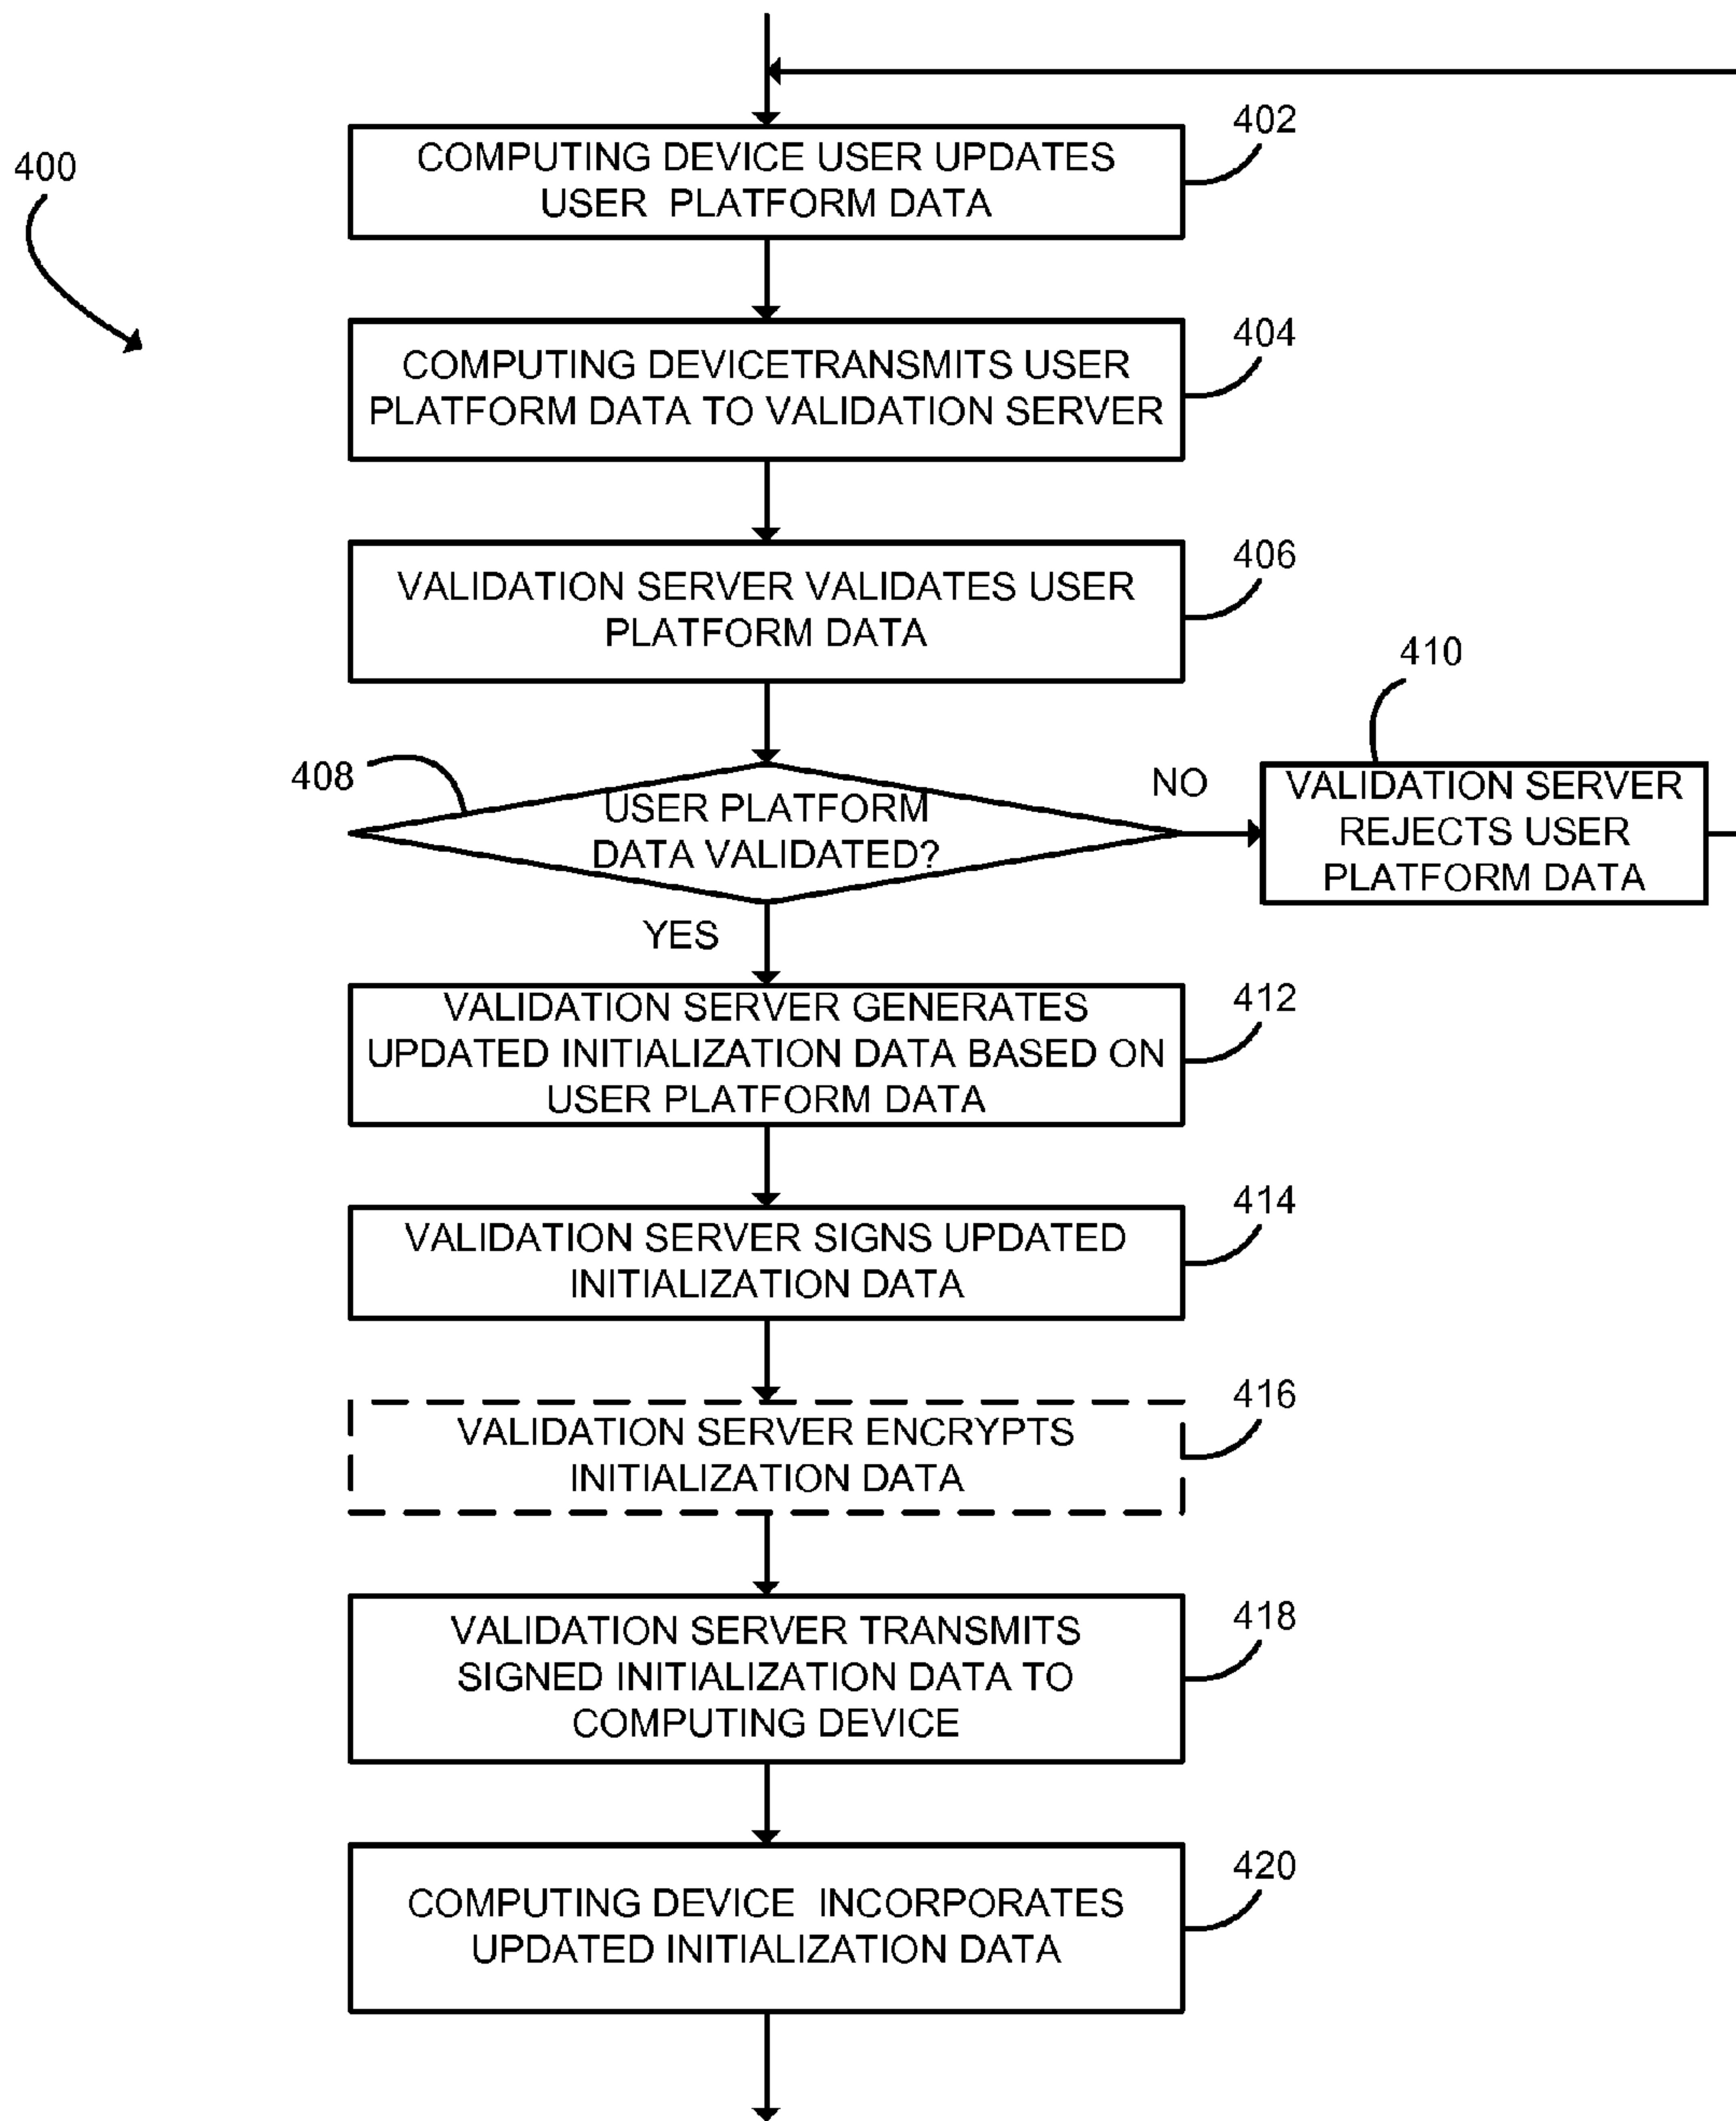 400
402
COMPUTING DEVICE USER UPDATES
USER PLATFORM DATA
404
COMPUTING DEVICETRANSMITS USER
PLATFORM DATA TO VALIDATION SERVER
406
VALIDATION SERVER VALIDATES USER
PLATFORM DATA
408
USER PLATFORM
DATA VALIDATED?
NO
410
VALIDATION SERVER
REJECTS USER
PLATFORM DATA
YES
412
VALIDATION SERVER GENERATES
UPDATED INITIALIZATION DATA BASED ON
USER PLATFORM DATA
414
VALIDATION SERVER SIGNS UPDATED
INITIALIZATION DATA
416
VALIDATION SERVER ENCRYPTS
INITIALIZATION DATA
418
VALIDATION SERVER TRANSMITS
SIGNED INITIALIZATION DATA TO
COMPUTING DEVICE
420
COMPUTING DEVICE INCORPORATES
UPDATED INITIALIZATION DATA